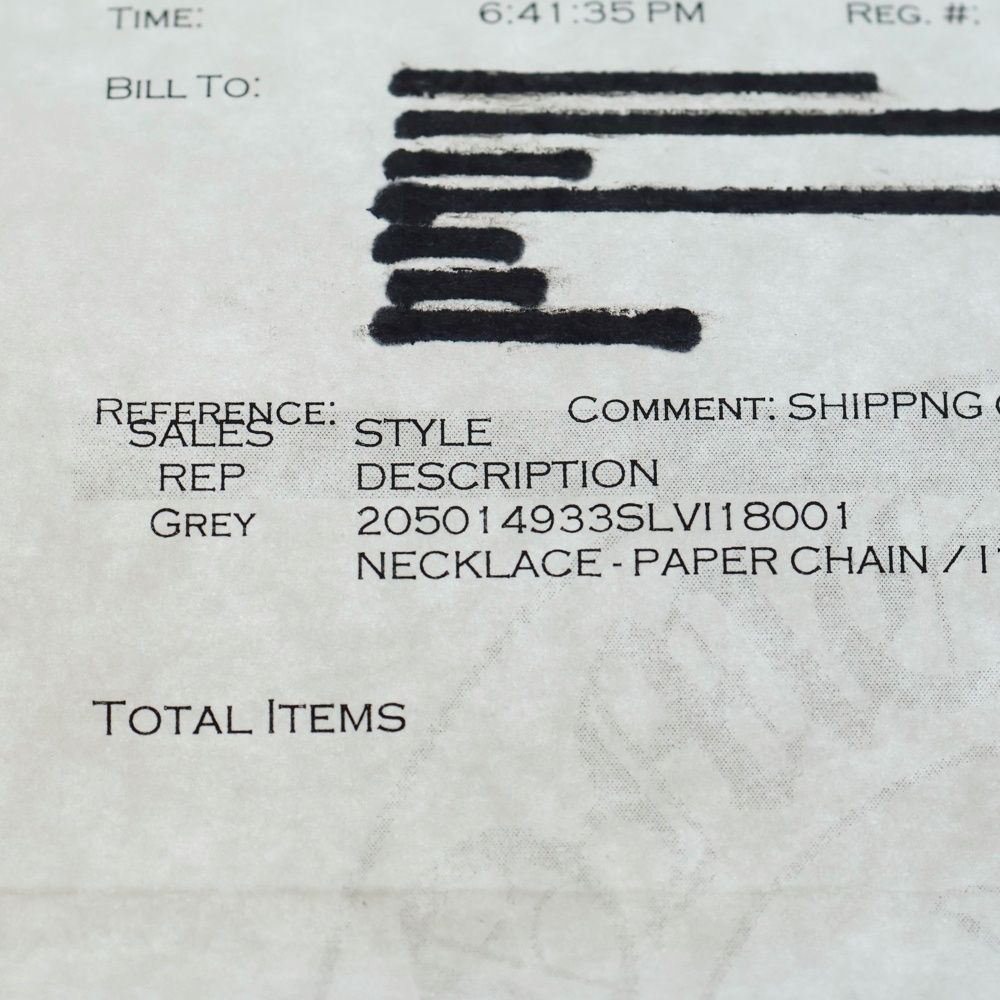 TIME: 6:41:35 PM REG. #:
BILL TO:
REFERENCE: COMMENT: SHIPPNG
SALES STYLE
REP DESCRIPTION
GREY 205014933SLVI18001
NECKLACE - PAPER CHAIN /
TOTAL ITEMS